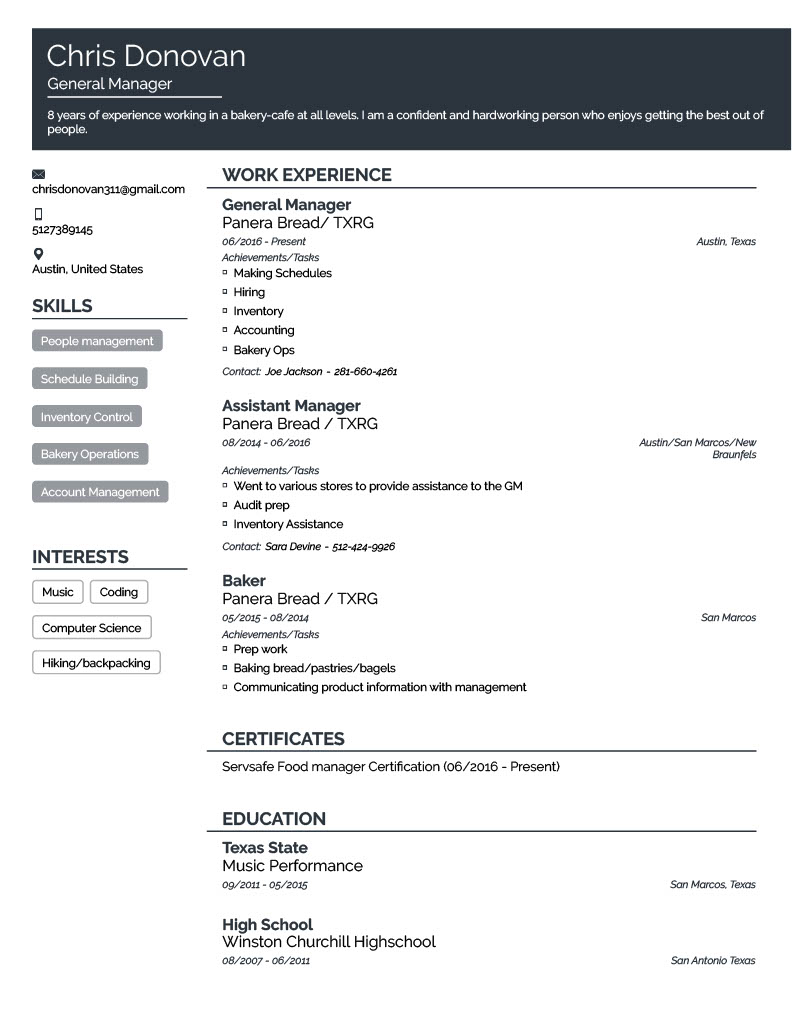 Chris Donovan
General Manager
8 years of experience working in a bakery-cafe at all levels. I am a confident and hardworking person who enjoys getting the best out of
people.
chrisdonovan311@gmail.com
5127389145
Austin, United States
SKILLS
People management
Schedule Building
Inventory Control
Bakery Operations
Account Management
INTERESTS
Music Coding
Computer Science
Hiking/backpacking
WORK EXPERIENCE
General Manager
Panera Bread/ TXRG
06/2016 - Present Austin, Texas
Achievements/Tasks
Making Schedules
Hiring
Inventory
Accounting
Bakery Ops
Contact: Joe Jackson - 281-660-4261
Assistant Manager
Panera Bread / TXRG
08/2014 - 06/2016 Austin/San Marcos/New
Braunfels
Achievements/Tasks
Went to various stores to provide assistance to the GM
Audit prep
Inventory Assistance
Contact: Sara Devine - 512-424-9926
Baker
Panera Bread / TXRG
05/2015 - 08/2014 San Marcos
Achievements/Tasks
Prep work
Baking bread/pastries/bagels
Communicating product information with management
CERTIFICATES
Servsafe Food manager Certification (06/2016 - Present)
EDUCATION
Texas State
Music Performance
09/2011 - 05/2015 San Marcos, Texas
High School
Winston Churchill Highschool
08/2007 - 06/2011 San Antonio Texas